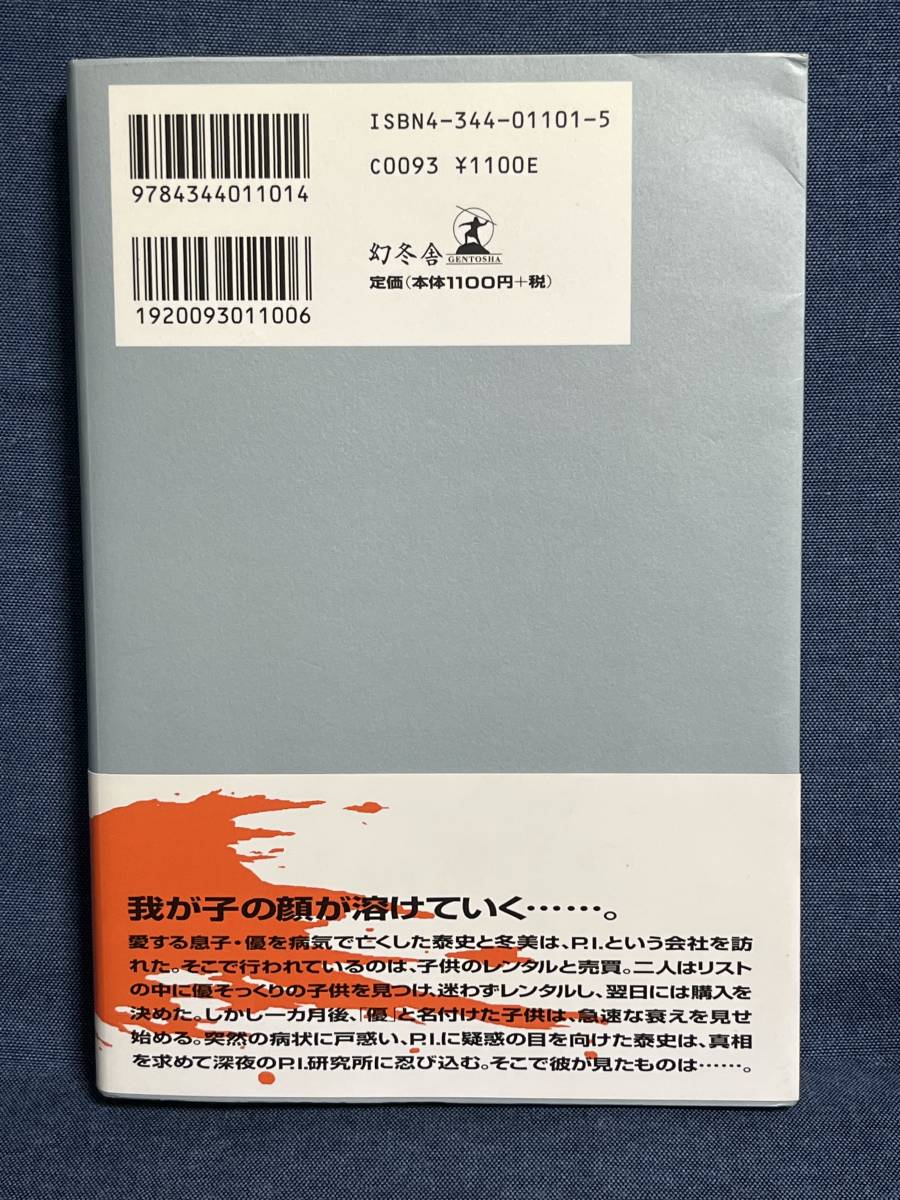 ISBN4-344-01101-5
C0093 ¥1100E
9784344011014
1920093011006
幻冬舎
GENTOSHA
定価(本体1100円+税)
我が子の顔が溶けていく……。
愛する息子・優を病気で亡くした泰史と冬美は、P.I.という会社を訪
れた。そこで行われているのは、子供のレンタルと売買。二人はリスト
の中に優そっくりの子供を見つけ、迷わずレンタルし、翌日には購入を
決めた。しかし一カ月後、「優」と名付けた子供は、急速な衰えを見せ
始める。突然の病状に戸惑い、P.I.に疑惑の目を向けた泰史は、真相
を求めて深夜のP.I.研究所に忍び込む。そこで彼が見たものは……。